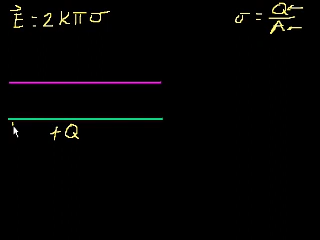 E = 2Kπσ
σ = Q/A
+Q